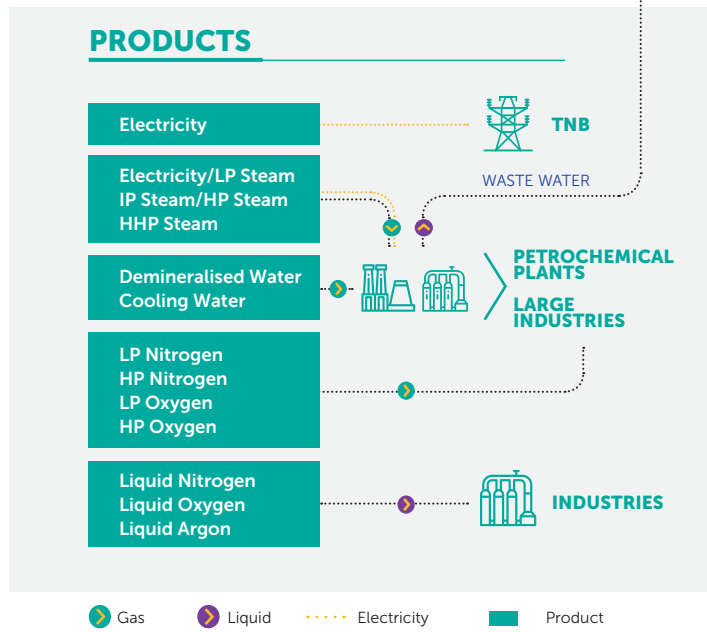 PRODUCTS
Electricity
TNB
Electricity/LP Steam
IP Steam/HP Steam
HHP Steam
WASTE WATER
Demineralised Water
Cooling Water
PETROCHEMICAL
PLANTS
LARGE
INDUSTRIES
LP Nitrogen
HP Nitrogen
LP Oxygen
HP Oxygen
Liquid Nitrogen
Liquid Oxygen
Liquid Argon
INDUSTRIES
Gas
Liquid
Electricity
Product